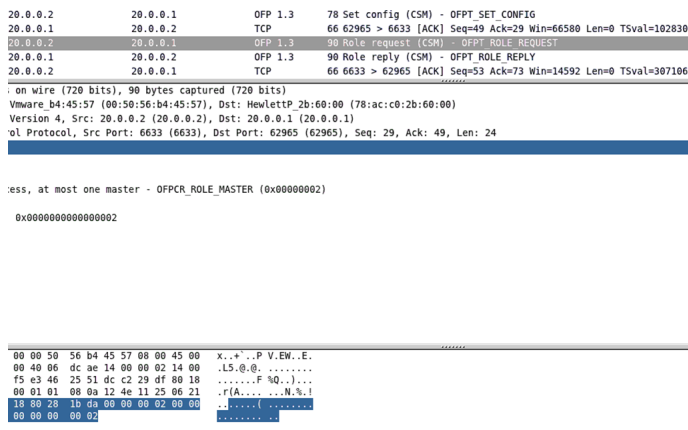 20.0.0.2 20.0.0.1 OFP 1.3 78 Set config (CSM) - OFPT_SET_CONFIG
20.0.0.1 20.0.0.2 TCP 66 62965 > 6633 [ACK] Seq=49 Ack=29 Win=66580 Len=0 TSval=102830
20.0.0.2 20.0.0.1 OFP 1.3 90 Role request (CSM) - OFPT_ROLE_REQUEST
20.0.0.1 20.0.0.2 OFP 1.3 90 Role reply (CSM) - OFPT_ROLE_REPLY
20.0.0.2 20.0.0.1 TCP 66 6633 > 62965 [ACK] Seq=53 Ack=73 Win=14592 Len=0 TSval=307106
s on wire (720 bits), 90 bytes captured (720 bits)
Vmware_b4:45:57 (00:50:56:b4:45:57), Dst: HewlettP_2b:60:00 (78:ac:c0:2b:60:00)
Version 4, Src: 20.0.0.2 (20.0.0.2), Dst: 20.0.0.1 (20.0.0.1)
ol Protocol, Src Port: 6633 (6633), Dst Port: 62965 (62965), Seq: 29, Ack: 49, Len: 24
cess, at most one master - OFPCR_ROLE_MASTER (0x00000002)
0x0000000000000002
00 00 50 56 b4 45 57 08 00 45 00 x..+`..P V.EW..E.
00 40 06 dc ae 14 00 00 02 14 00 .L5.@.@. ........
f5 e3 46 25 51 dc c2 29 df 80 18 .......F %Q..)...
00 01 01 08 0a 12 4e 11 25 06 21 .r(A.... ..N.%.!
18 80 28 1b da 00 00 00 02 00 00 .......( ........
00 00 00 00 02 ........ ..